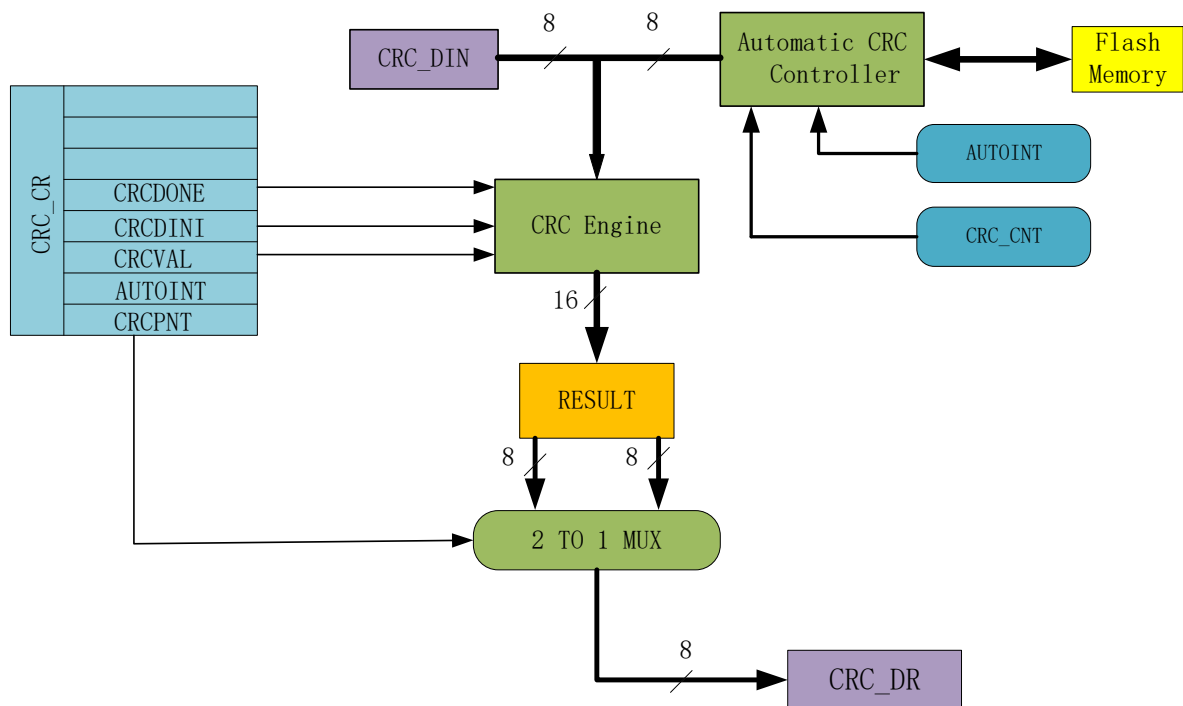 8
8
CRC_DIN
Automatic CRC
Controller
Flash
Memory
AUTOINT
CRC_CNT
CRC_CR
CRCDONE
CRCDINI
CRCVAL
AUTOINT
CRCPNT
CRC Engine
16
RESULT
8
8
2 TO 1 MUX
8
CRC_DR